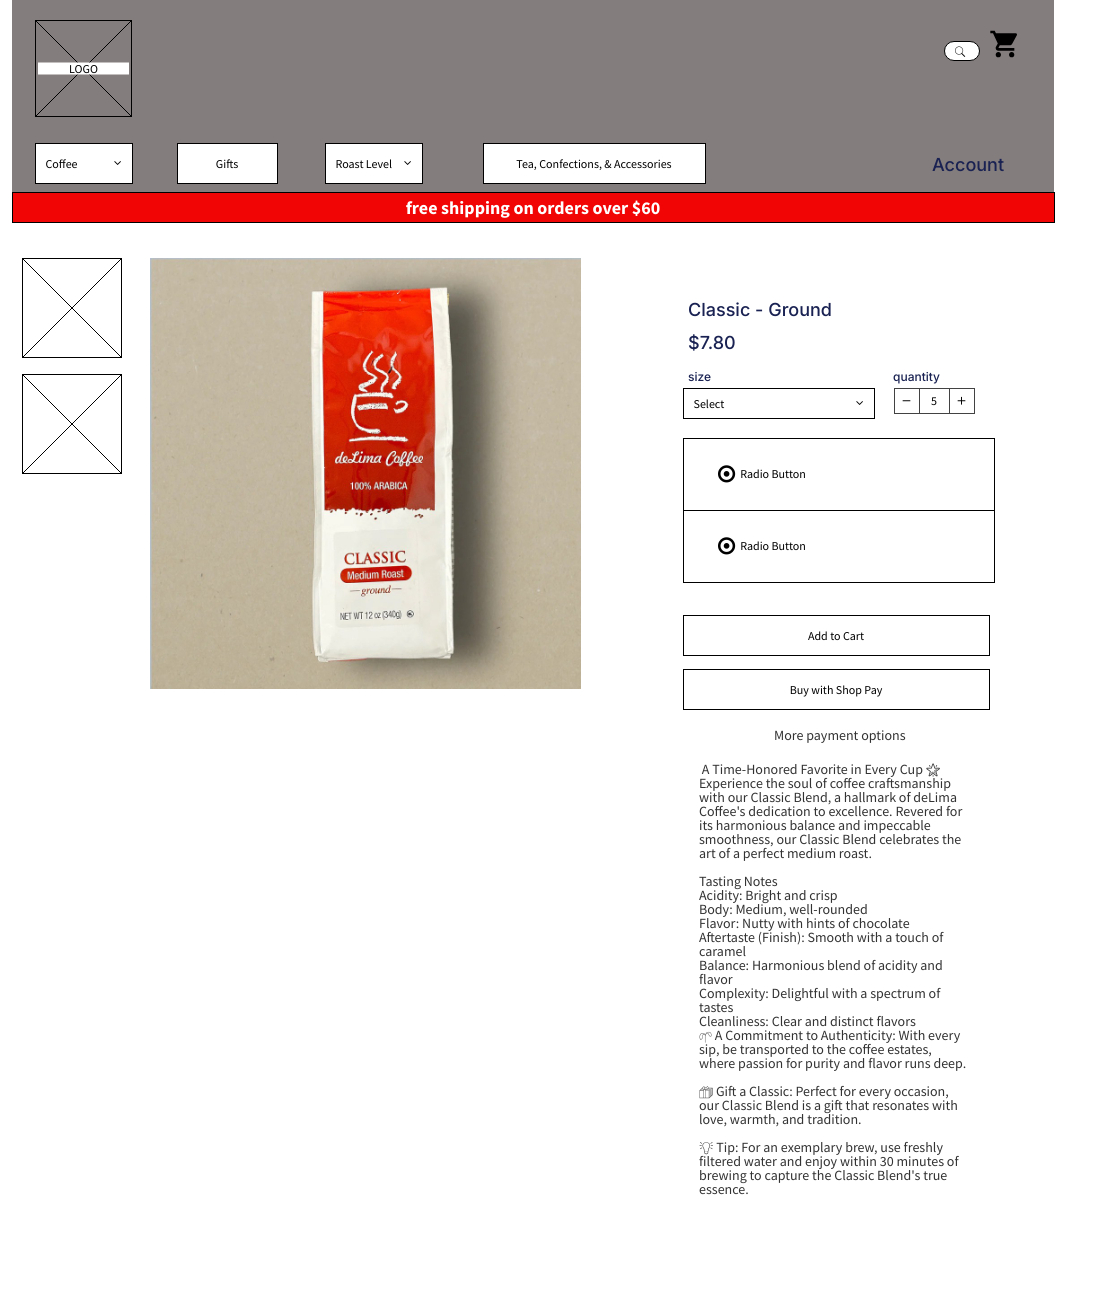 LOGO
Coffee
Gifts
Roast Level
Tea, Confections, & Accessories
Account
free shipping on orders over $60
deLima Coffee
100% ARABICA
CLASSIC
Medium Roast
ground
NET WT 12 oz (340g)
Classic - Ground
$7.80
size
quantity
Select
5
Radio Button
Radio Button
Add to Cart
Buy with Shop Pay
More payment options
A Time-Honored Favorite in Every Cup
Experience the soul of coffee craftsmanship
with our Classic Blend, a hallmark of deLima
Coffee's dedication to excellence. Revered for
its harmonious balance and impeccable
smoothness, our Classic Blend celebrates the
art of a perfect medium roast.
Tasting Notes
Acidity: Bright and crisp
Body: Medium, well-rounded
Flavor: Nutty with hints of chocolate
Aftertaste (Finish): Smooth with a touch of
caramel
Balance: Harmonious blend of acidity and
flavor
Complexity: Delightful with a spectrum of
tastes
Cleanliness: Clear and distinct flavors
A Commitment to Authenticity: With every
sip, be transported to the coffee estates,
where passion for purity and flavor runs deep.
Gift a Classic: Perfect for every occasion,
our Classic Blend is a gift that resonates with
love, warmth, and tradition.
Tip: For an exemplary brew, use freshly
filtered water and enjoy within 30 minutes of
brewing to capture the Classic Blend's true
essence.